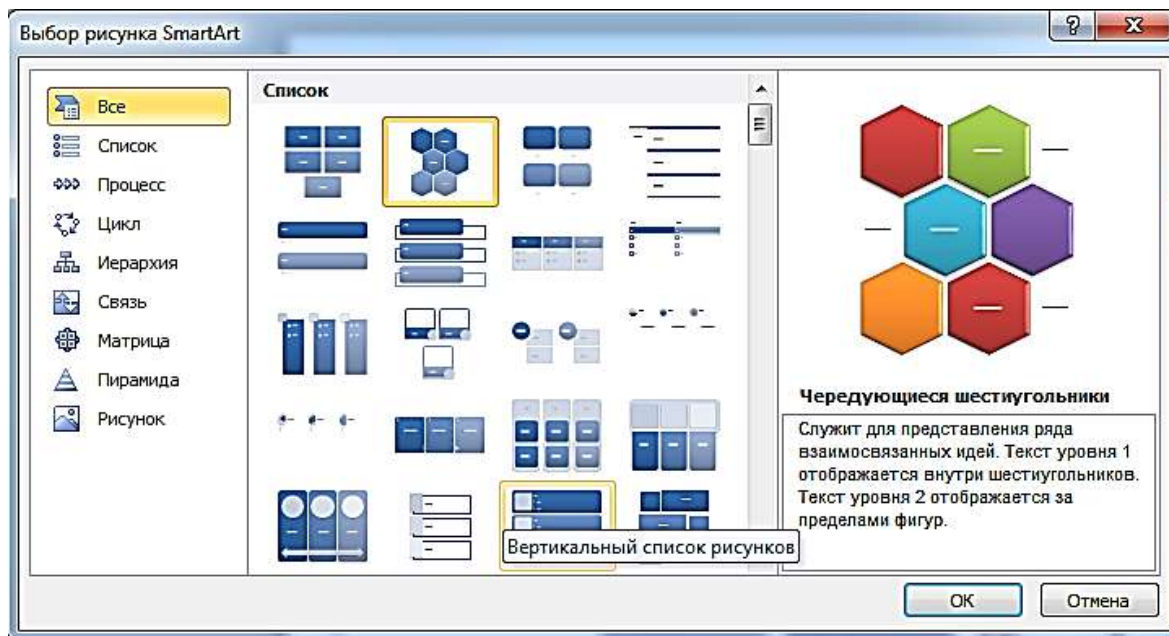 Выбор рисунка SmartArt
Все
Список
Процесс
Цикл
Иерархия
Связь
Матрица
Пирамида
Рисунок
Список
Вертикальный список рисунков
Чередующиеся шестиугольники
Служит для представления ряда
взаимосвязанных идей. Текст уровня 1
отображается внутри шестиугольников.
Текст уровня 2 отображается за
пределами фигур.
ОК
Отмена